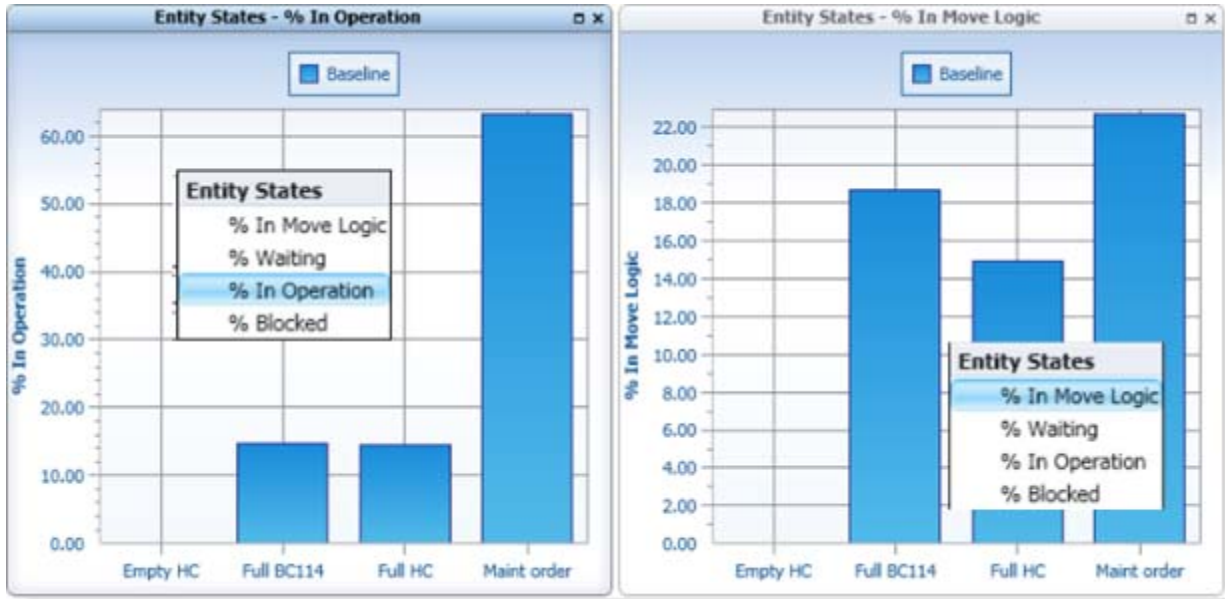 Entity States - % In Operation
Baseline
% In Operation
60.00
50.00
40.00
30.00
20.00
10.00
0.00
Entity States
% In Move Logic
% Waiting
% In Operation
% Blocked
Empty HC
Full BC114
Full HC
Maint order
Entity States - % In Move Logic
Baseline
% In Move Logic
22.00
20.00
18.00
16.00
14.00
12.00
10.00
8.00
6.00
4.00
2.00
0.00
Entity States
% In Move Logic
% Waiting
% In Operation
% Blocked
Empty HC
Full BC114
Full HC
Maint order